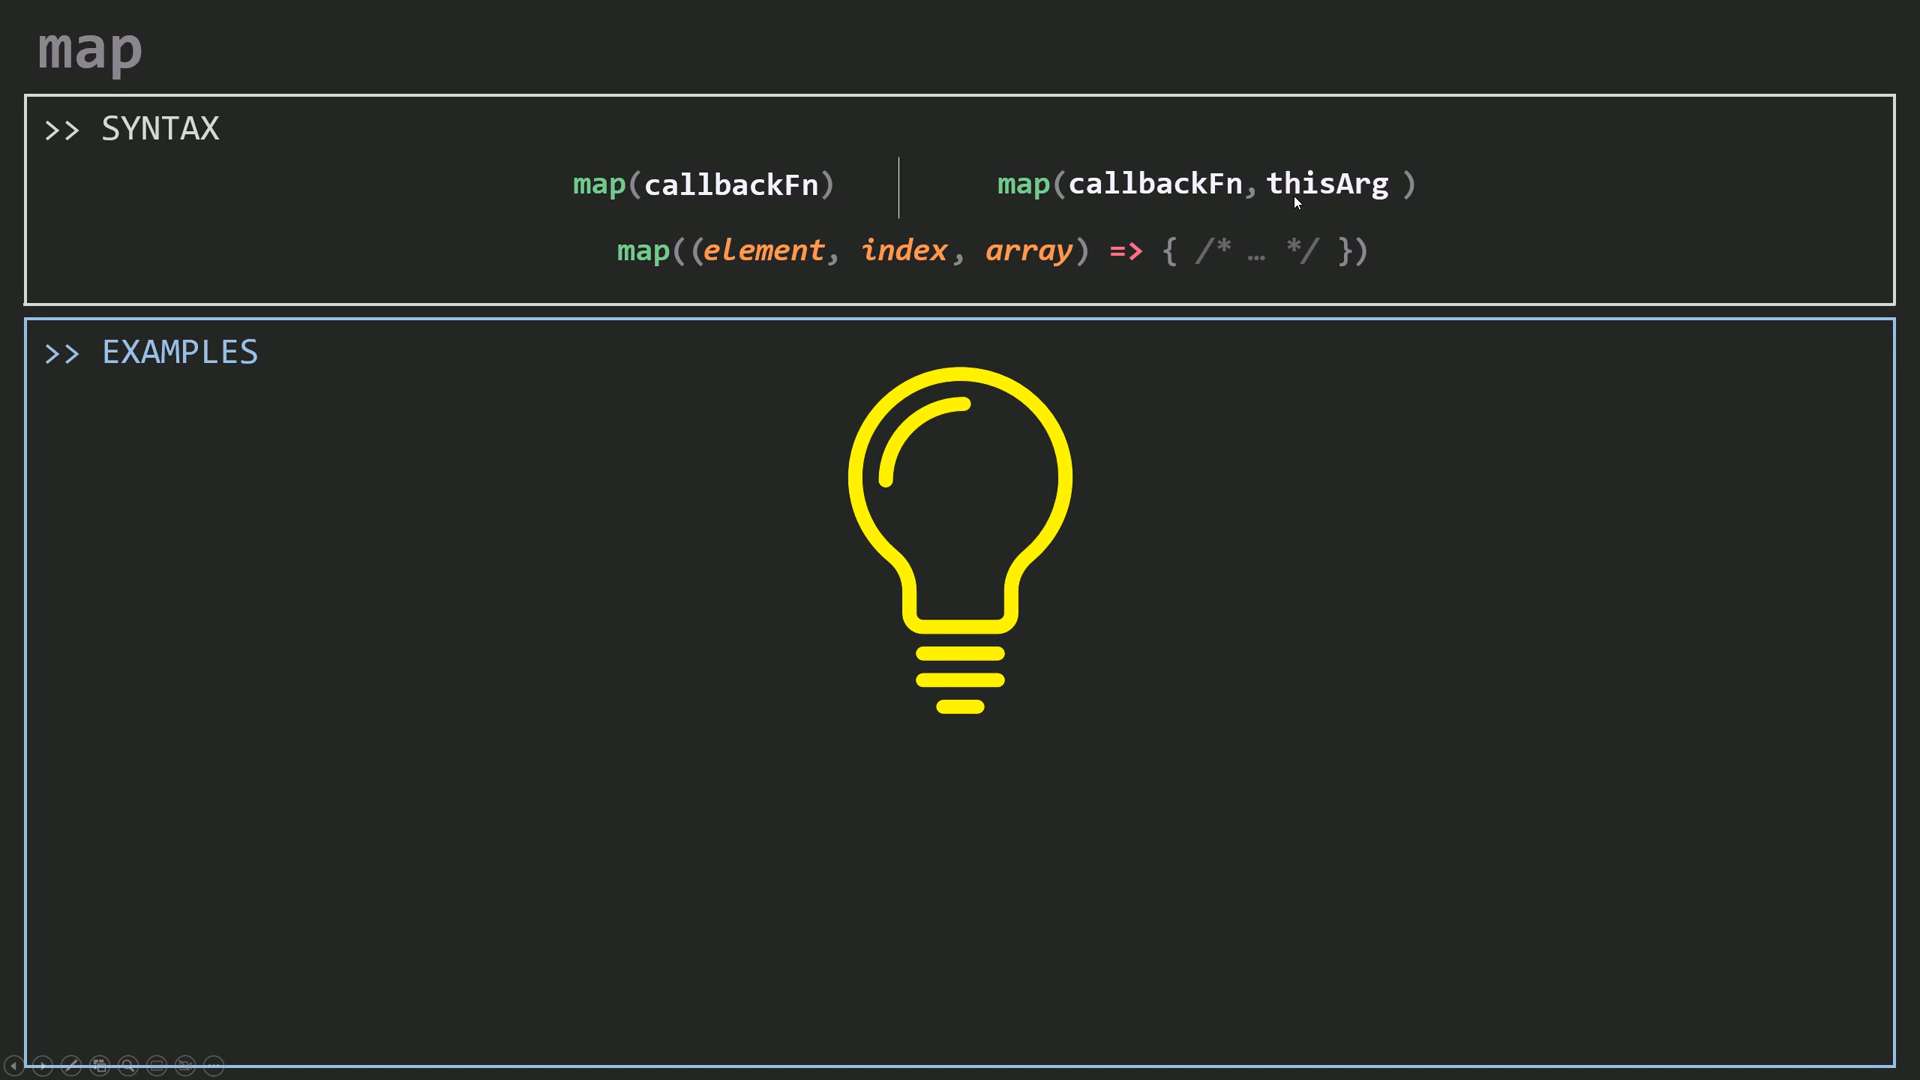 map
>> SYNTAX
map(callbackFn) map(callbackFn, thisArg )
map((element, index, array) => { /* … */ })
>> EXAMPLES